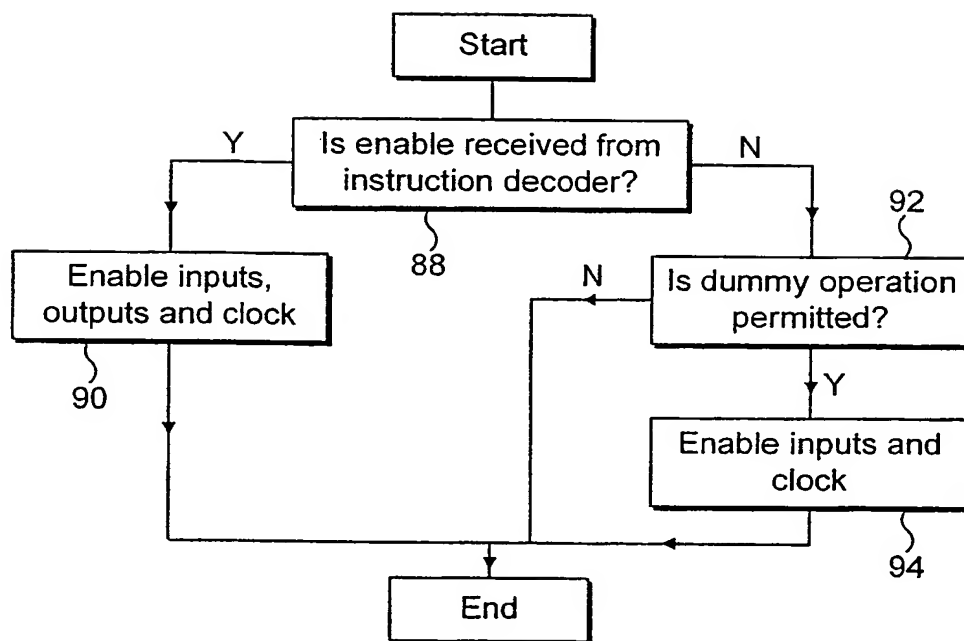 Start
Is enable received from
instruction decoder?
Y
N
88
92
Enable inputs,
outputs and clock
90
N
Is dummy operation
permitted?
Y
Enable inputs and
clock
94
End